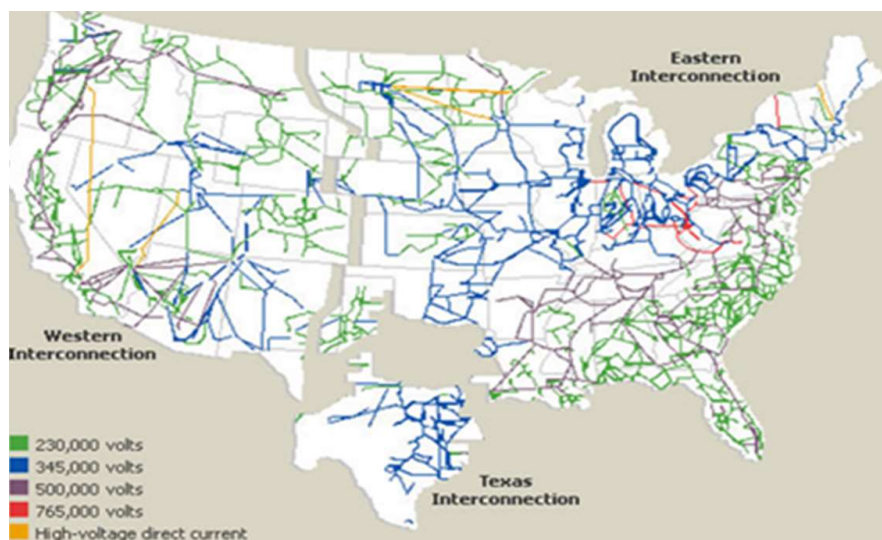 Eastern
Interconnection
Western
Interconnection
Texas
Interconnection
230,000 volts
345,000 volts
500,000 volts
765,000 volts
High-voltage direct current